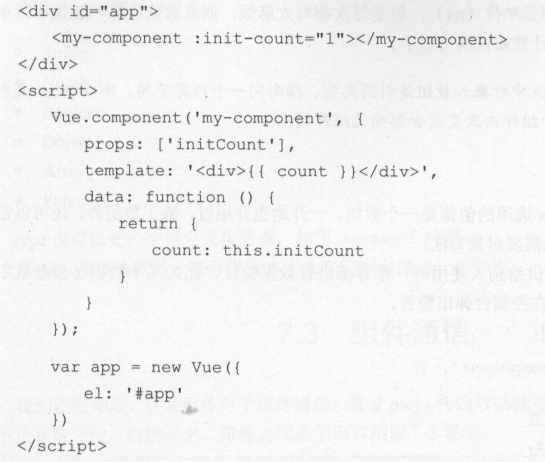 <div id="app">
<my-component :init-count="1"></my-component>
</div>
<script>
Vue.component('my-component', {
props: ['initCount'],
template: '<div>{{ count }}</div>',
data: function () {
return {
count: this.initCount
}
}
});
var app = new Vue({
el: '#app'
})
</script>